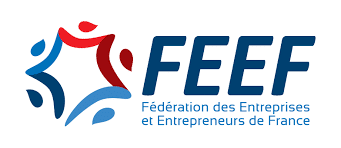 FEEF
Fédération des Entreprises
et Entrepreneurs de France